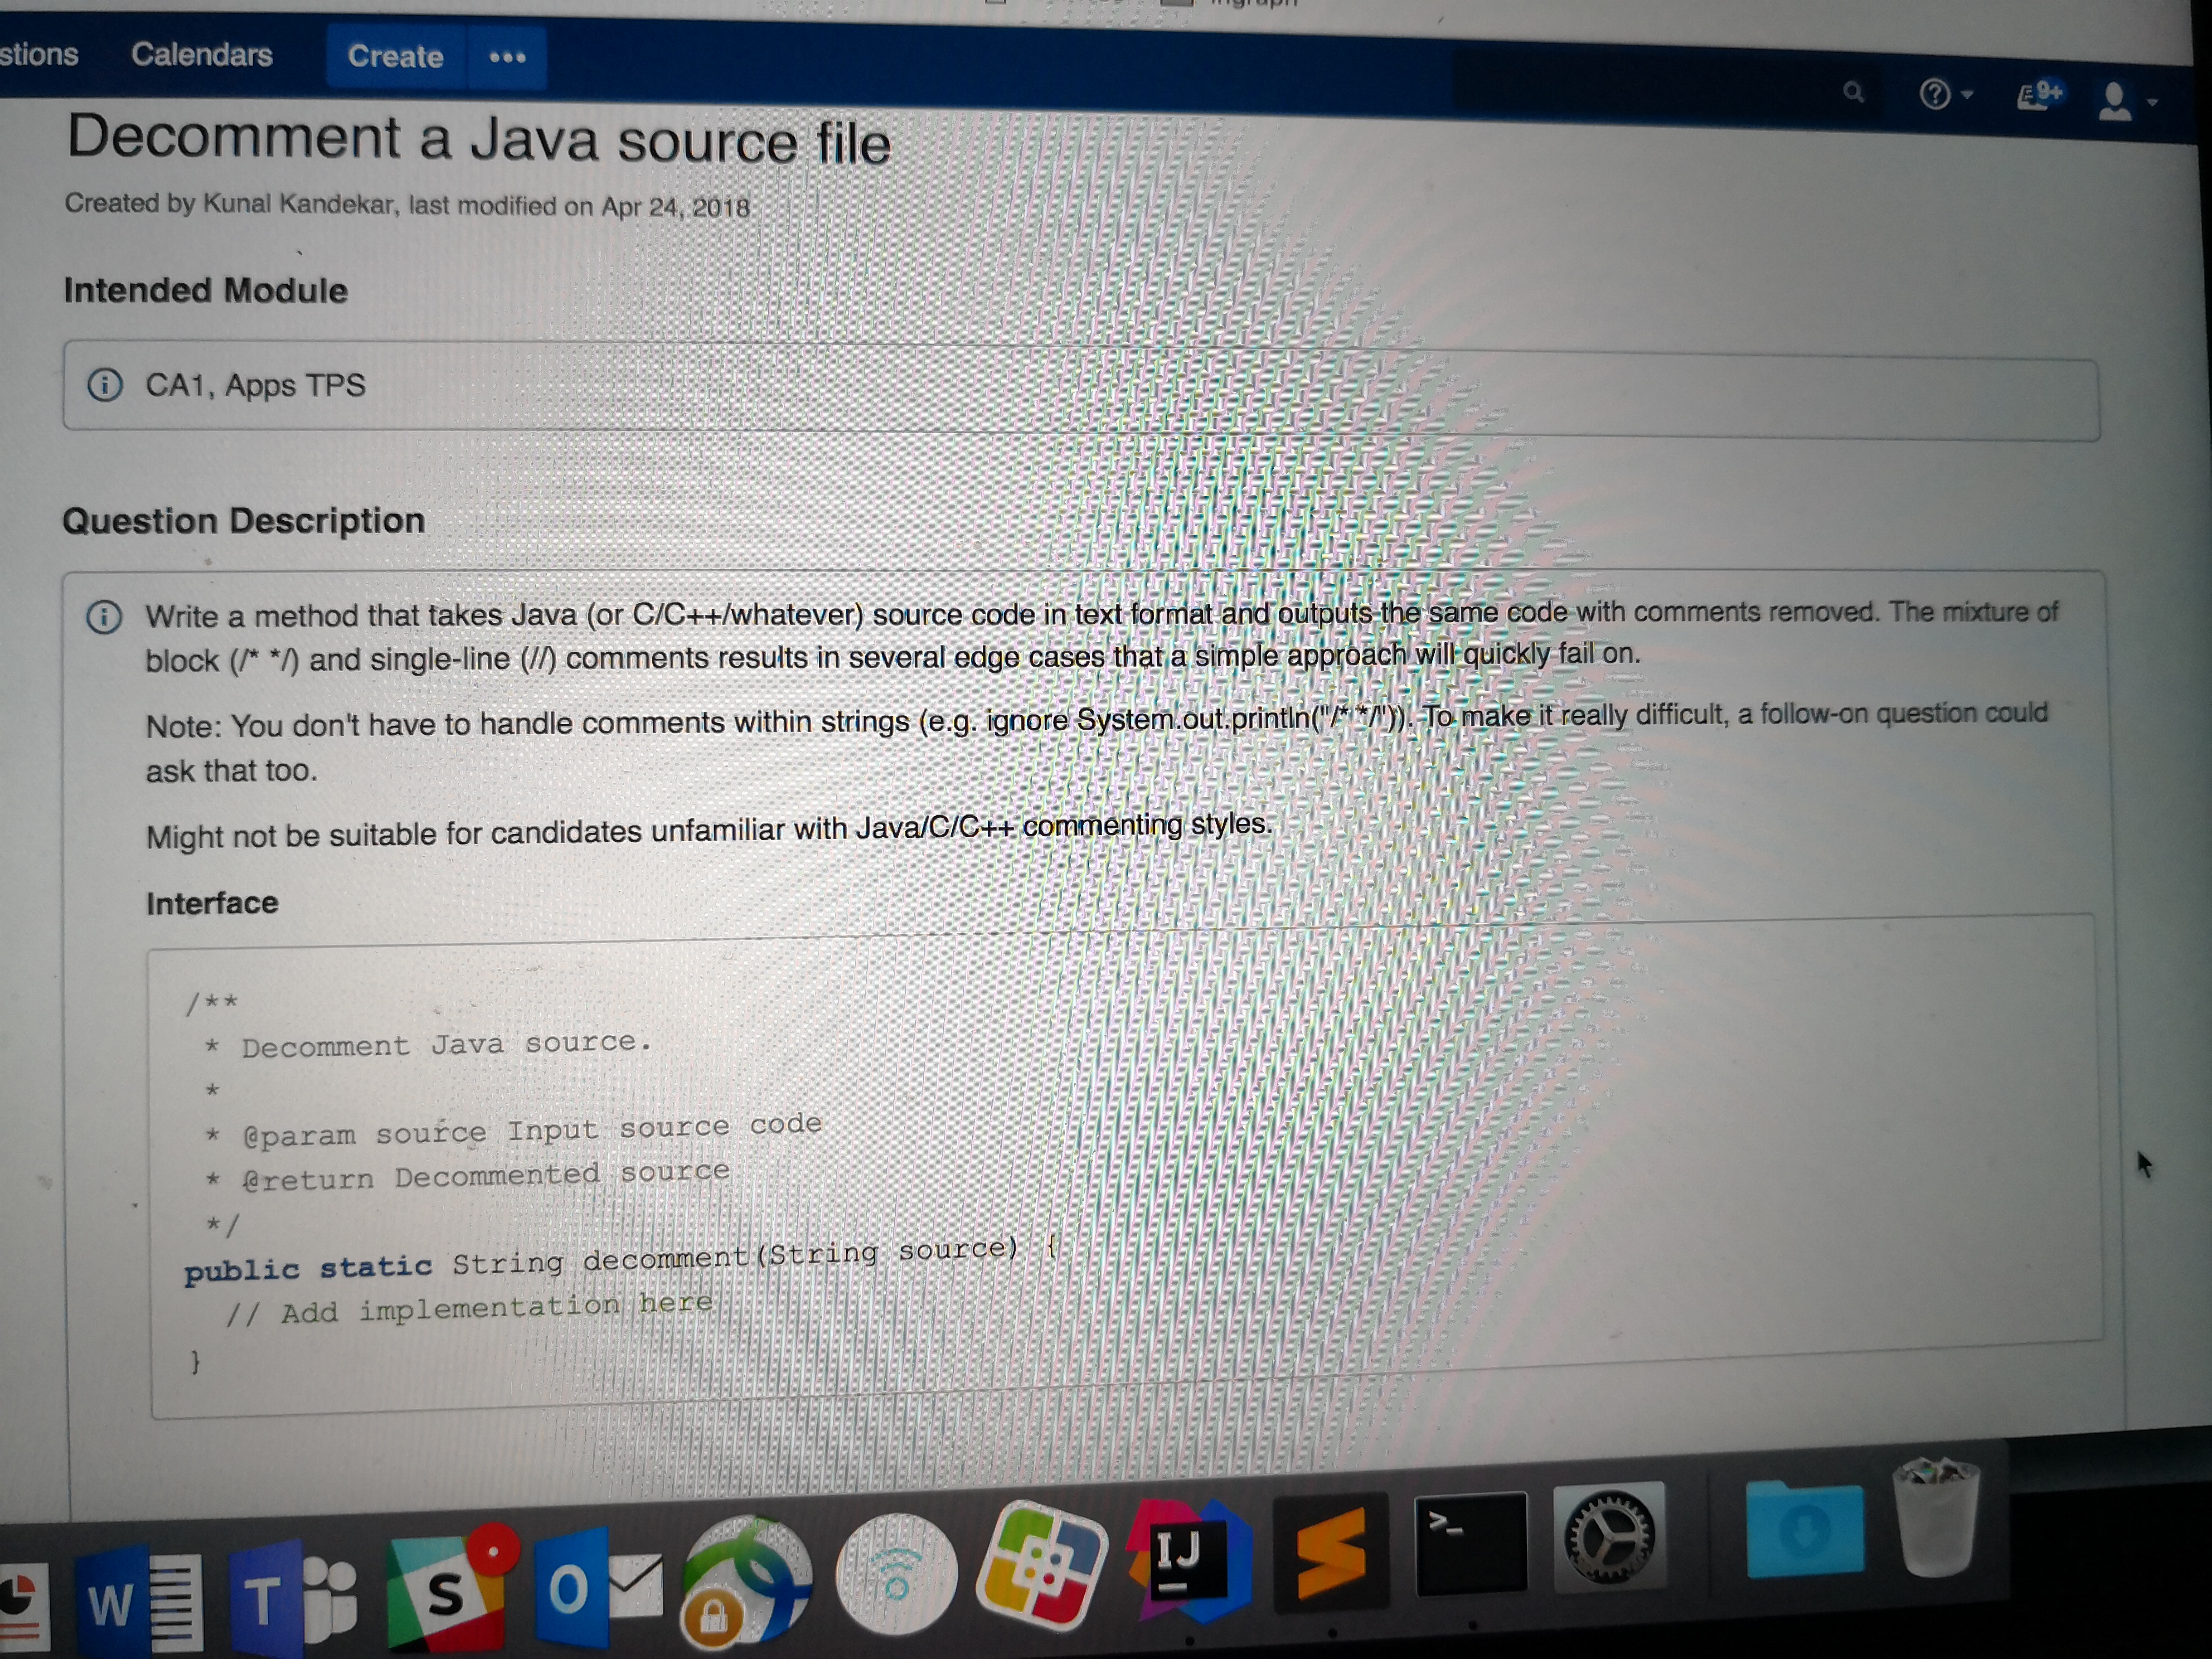 stions Calendars Create •••
9+
Decomment a Java source file
Created by Kunal Kandekar, last modified on Apr 24, 2018
Intended Module
CA1, Apps TPS
Question Description
Write a method that takes Java (or C/C++/whatever) source code in text format and outputs the same code with comments removed. The mixture of
block (/* */) and single-line (//) comments results in several edge cases that a simple approach will quickly fail on.
Note: You don't have to handle comments within strings (e.g. ignore System.out.println("/* */")). To make it really difficult, a follow-on question could
ask that too.
Might not be suitable for candidates unfamiliar with Java/C/C++ commenting styles.
Interface
/**
* Decomment Java source.
*
* @param source Input source code
* @return Decommented source
*/
public static String decomment(String source) {
// Add implementation here
}
W T S O IJ >_